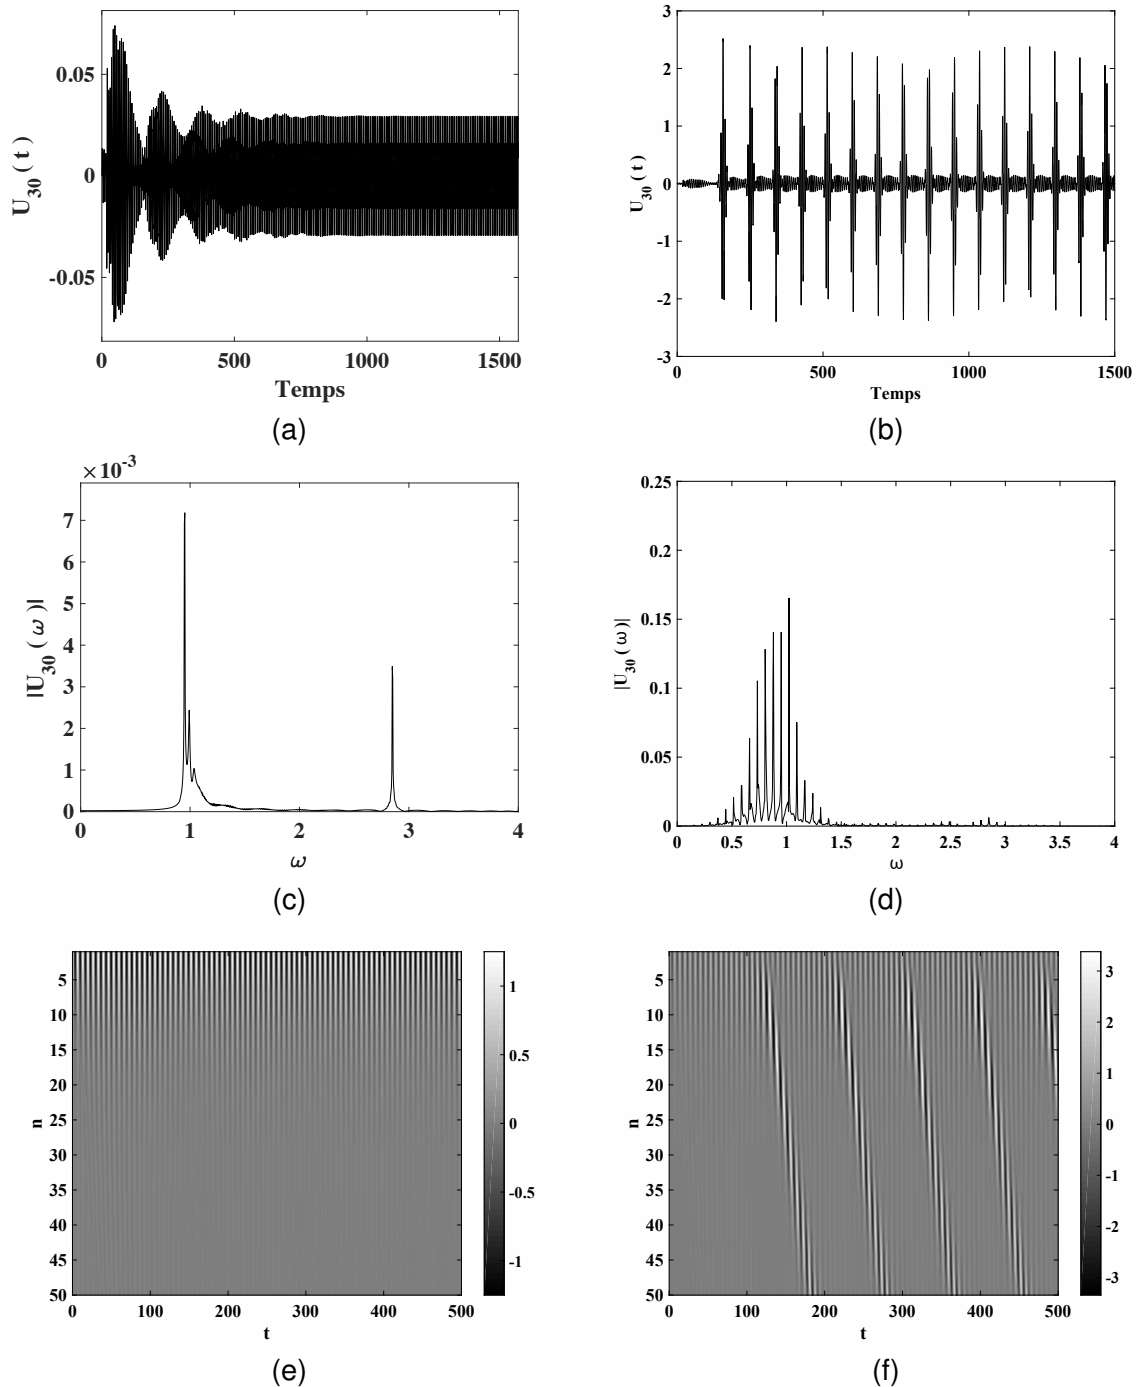 0.05
0
-0.05
U30 ( t )
0 500 1000 1500
Temps
(a)
3
2
1
0
-1
-2
-3
U30 ( t )
0 500 1000 1500
Temps
(b)
×10-3
7
6
5
4
3
2
1
0
|U30 ( ω )|
0 1 2 3 4
ω
(c)
0.25
0.2
0.15
0.1
0.05
0
|U30 ( ω )|
0 0.5 1 1.5 2 2.5 3 3.5 4
ω
(d)
5
10
15
20
25
30
35
40
45
50
n
0 100 200 300 400 500
t
1
0.5
0
-0.5
-1
(e)
5
10
15
20
25
30
35
40
45
50
n
0 100 200 300 400 500
t
3
2
1
0
-1
-2
-3
(f)